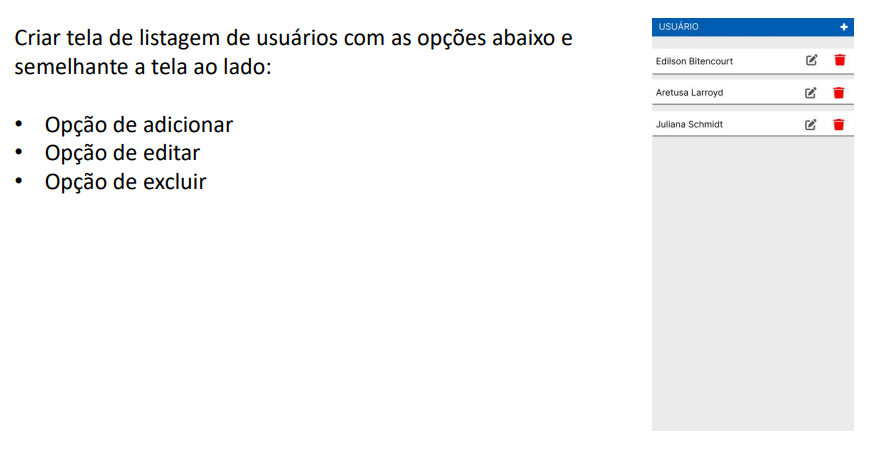 Criar tela de listagem de usuários com as opções abaixo e
semelhante a tela ao lado:
• Opção de adicionar
• Opção de editar
• Opção de excluir
USUÁRIO
Edilson Bitencourt
Aretusa Larroyd
Juliana Schmidt